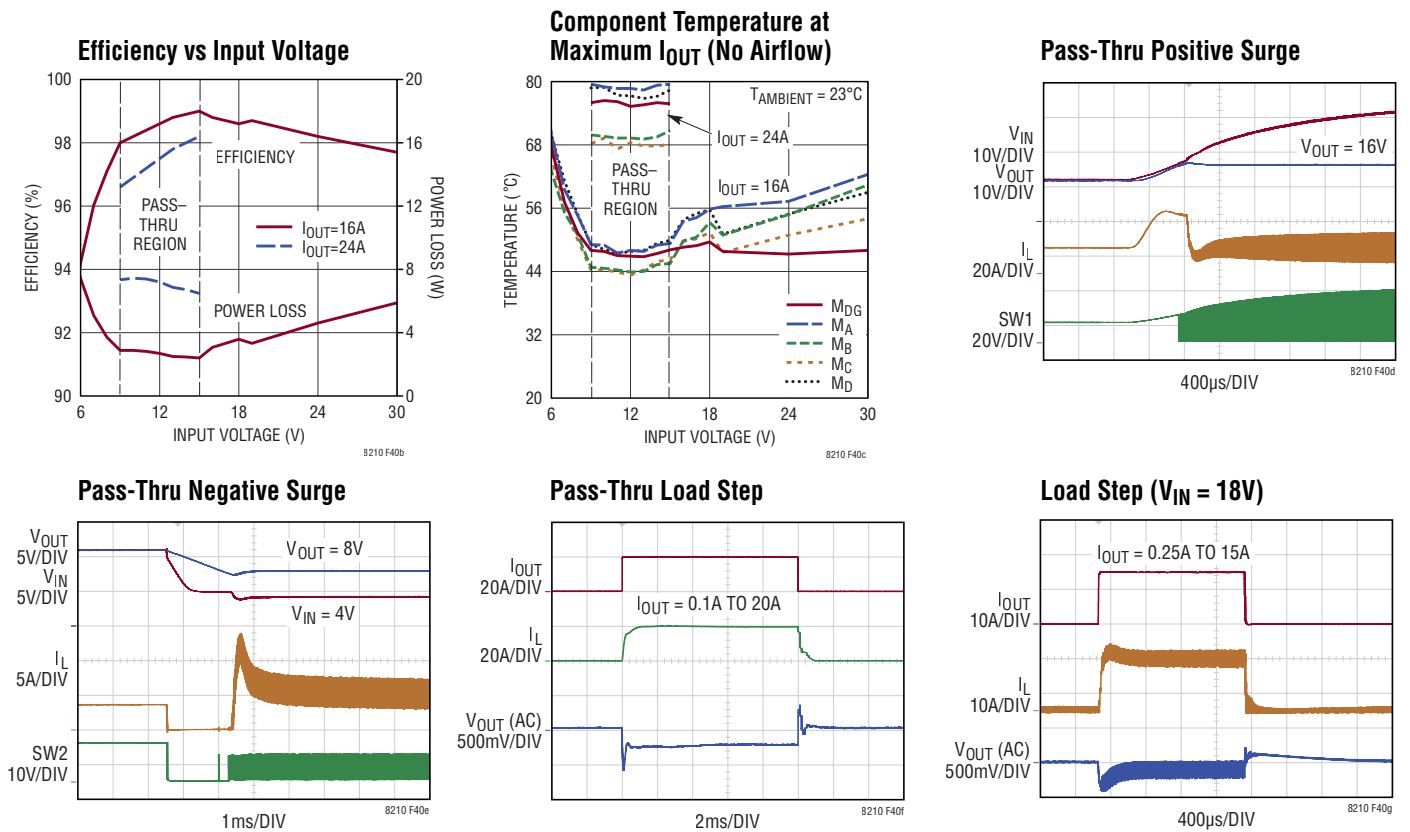 Efficiency vs Input Voltage
100
98
96
94
92
90
EFFICIENCY (%)
20
16
12
8
4
0
POWER LOSS (W)
EFFICIENCY
PASS–
THRU
REGION
IOUT=16A
IOUT=24A
POWER LOSS
6
12
18
24
30
INPUT VOLTAGE (V)
8210 F40b
Component Temperature at
Maximum IOUT (No Airflow)
80
68
56
44
32
20
TEMPERATURE (°C)
TAMBIENT = 23°C
IOUT = 24A
PASS–
THRU
REGION
IOUT = 16A
MDG
MA
MB
MC
MD
6
12
18
24
30
INPUT VOLTAGE (V)
8210 F40c
Pass-Thru Positive Surge
VIN
10V/DIV
VOUT
10V/DIV
VOUT = 16V
IL
20A/DIV
SW1
20V/DIV
400µs/DIV
8210 F40d
Pass-Thru Negative Surge
VOUT
5V/DIV
VIN
5V/DIV
VOUT = 8V
VIN = 4V
IL
5A/DIV
SW2
10V/DIV
1ms/DIV
8210 F40e
Pass-Thru Load Step
IOUT
20A/DIV
IOUT = 0.1A TO 20A
IL
20A/DIV
VOUT (AC)
500mV/DIV
2ms/DIV
8210 F40f
Load Step (VIN = 18V)
IOUT = 0.25A TO 15A
IOUT
10A/DIV
IL
10A/DIV
VOUT (AC)
500mV/DIV
400µs/DIV
8210 F40g